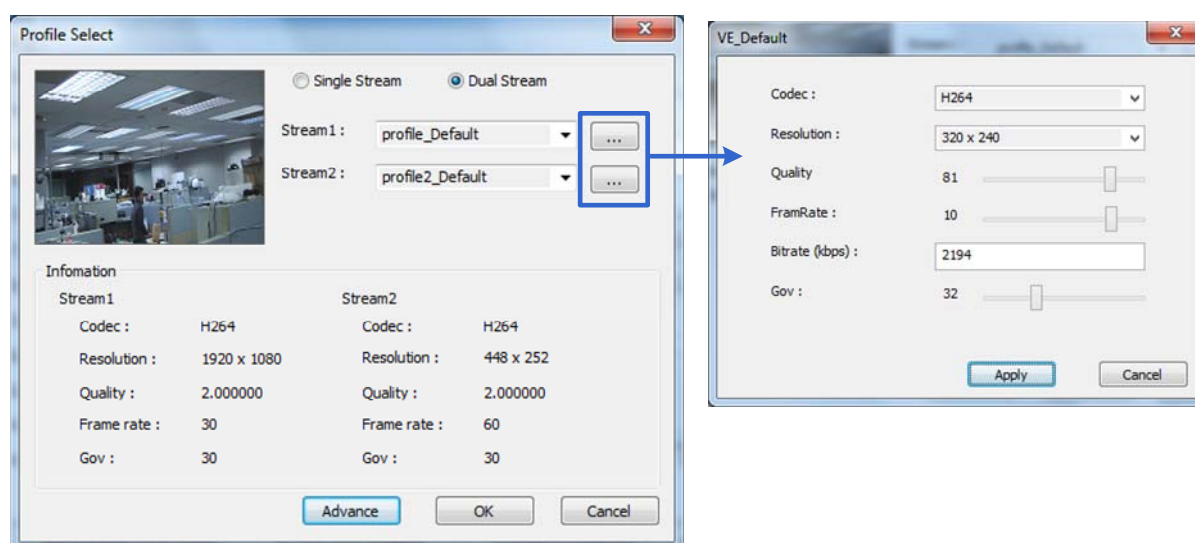 Profile Select
Single Stream
Dual Stream
Stream1 :
profile_Default
...
Stream2 :
profile2_Default
...
Infomation
Stream1
Stream2
Codec :
H264
Codec :
H264
Resolution :
1920 x 1080
Resolution :
448 x 252
Quality :
2.000000
Quality :
2.000000
Frame rate :
30
Frame rate :
60
Gov :
30
Gov :
30
Advance
OK
Cancel
VE_Default
Codec :
H264
Resolution :
320 x 240
Quality
81
FramRate :
10
Bitrate (kbps) :
2194
Gov :
32
Apply
Cancel